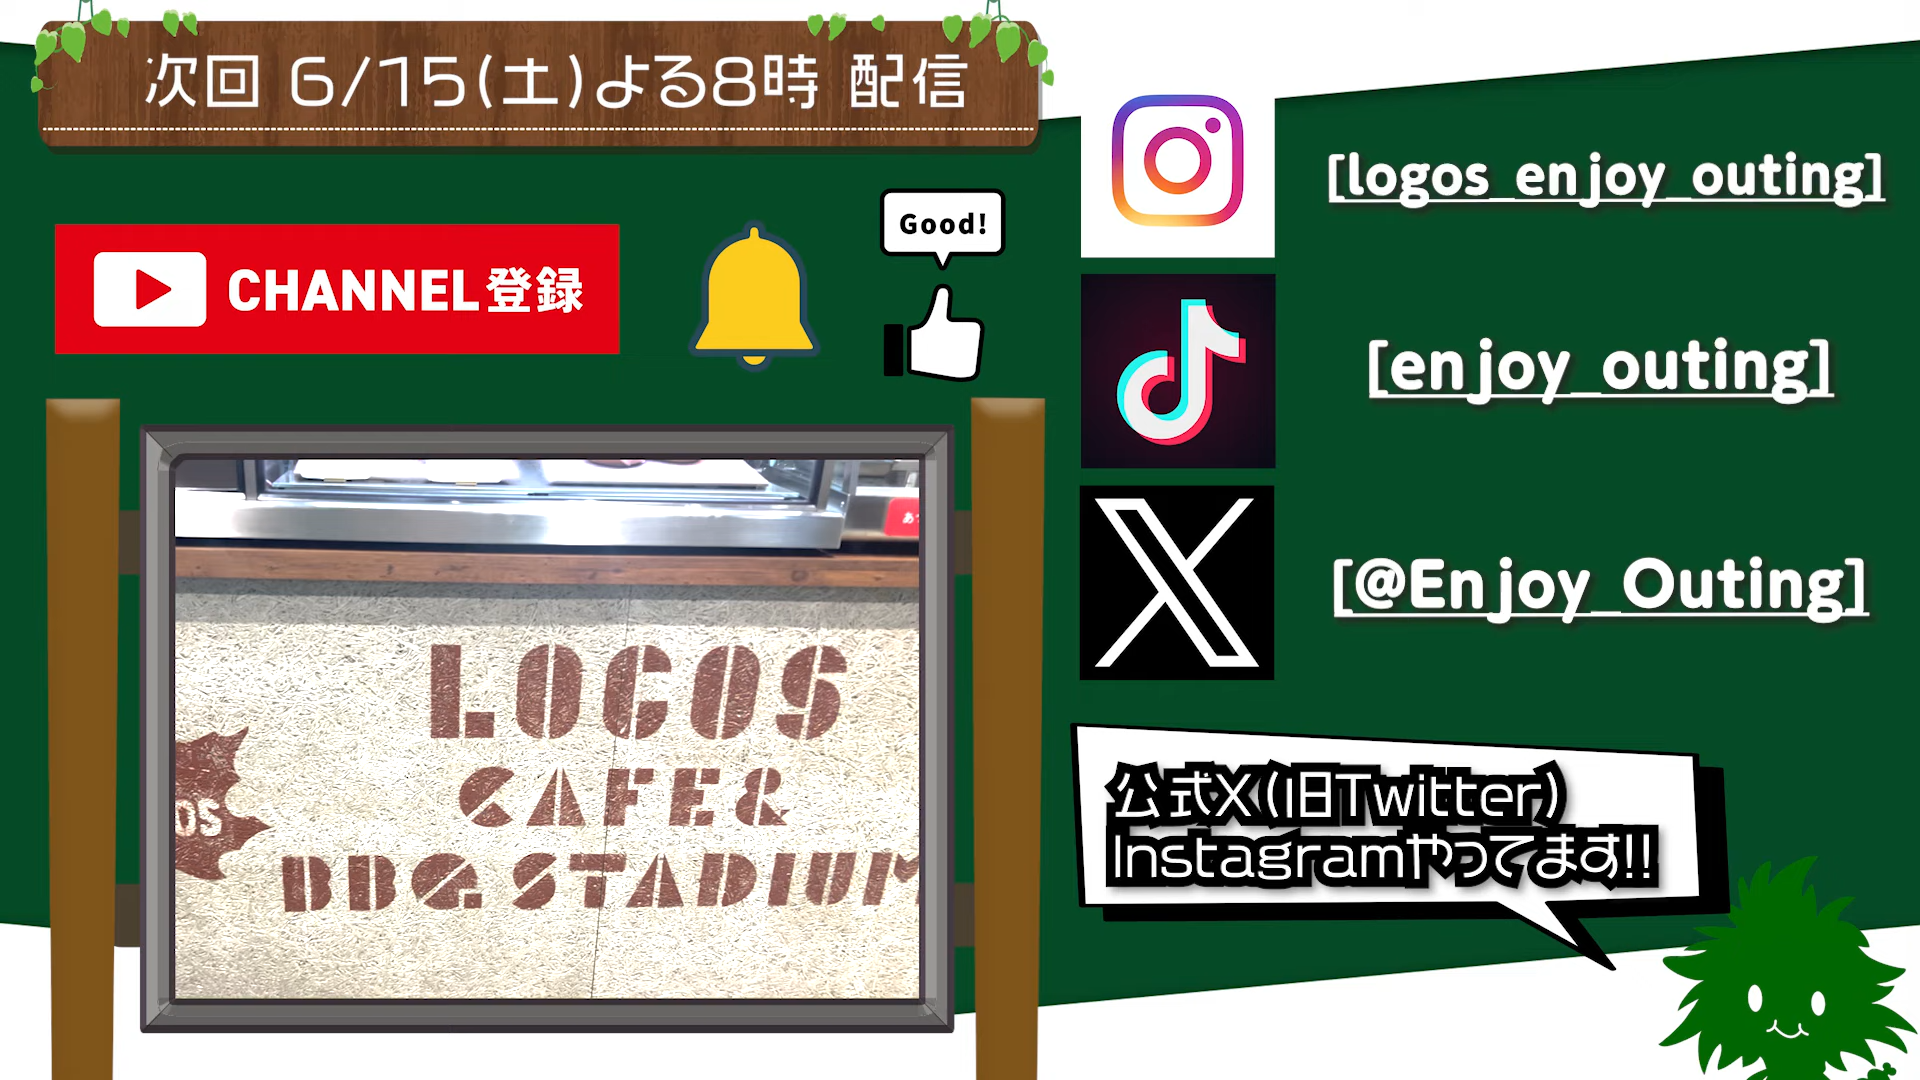 次回 6/15(土)よる8時 配信
CHANNEL登録
Good!
[logos_enjoy_outing]
[enjoy_outing]
[@Enjoy_Outing]
LOGOS
CAFE&
BBQ STADIUM
OS
公式X(旧Twitter)
Instagramやってます!!